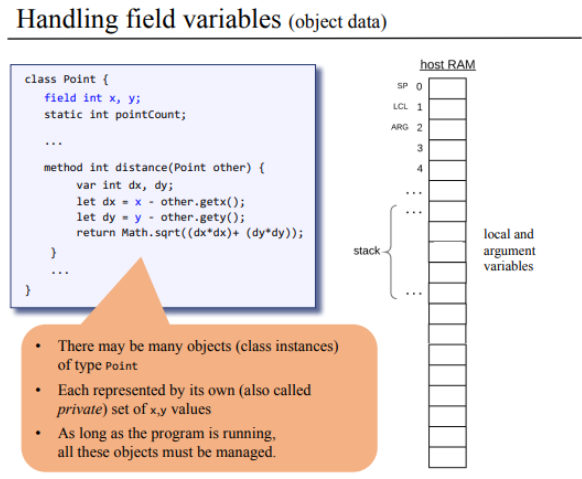 Handling field variables (object data)
class Point {
field int x, y;
static int pointCount;
...
method int distance(Point other) {
var int dx, dy;
let dx = x - other.getx();
let dy = y - other.gety();
return Math.sqrt((dx*dx)+ (dy*dy));
}
...
}
• There may be many objects (class instances)
of type Point
• Each represented by its own (also called
private) set of x,y values
• As long as the program is running,
all these objects must be managed.
host RAM
SP 0
LCL 1
ARG 2
3
4
...
...
stack
...
local and
argument
variables